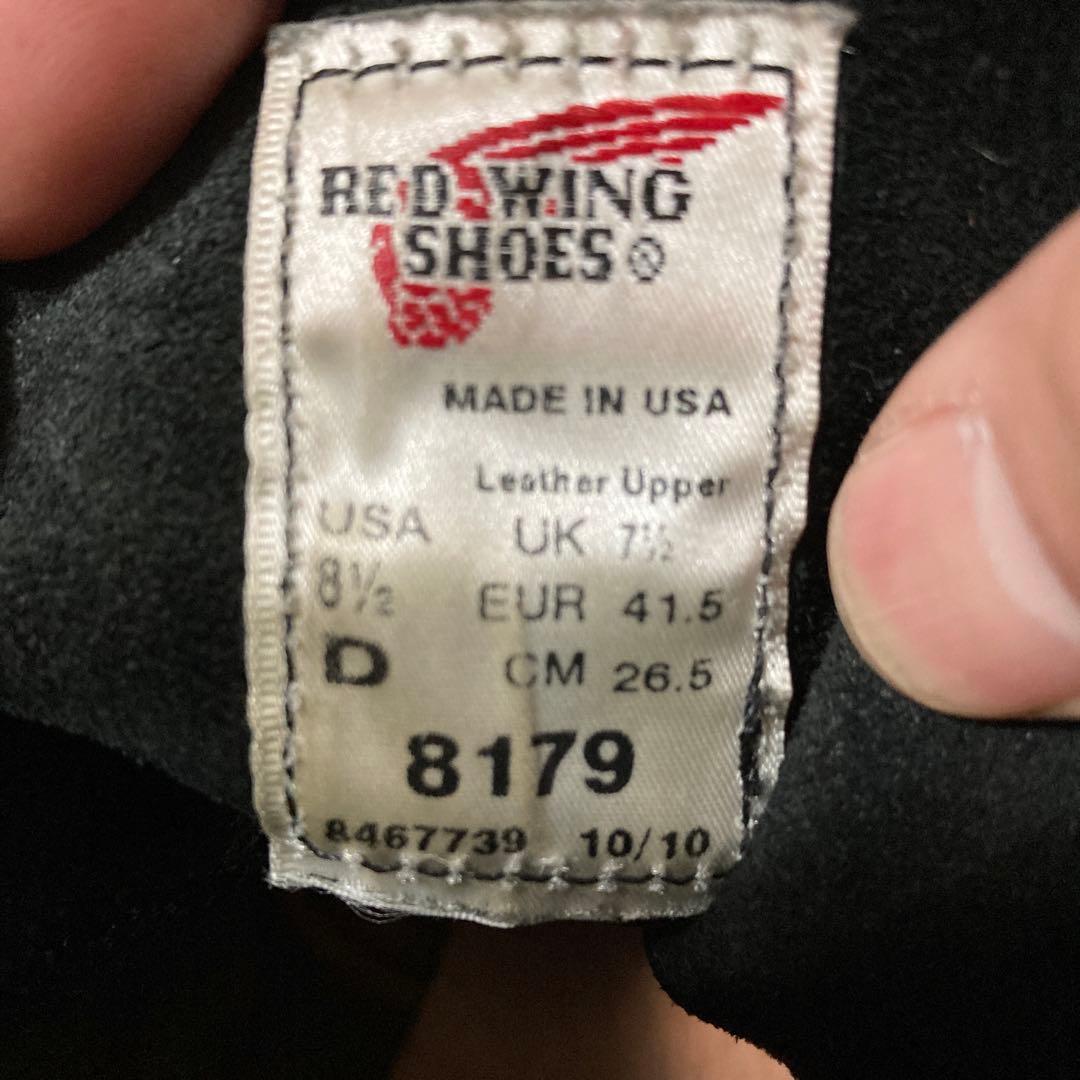 RED WING
SHOES®
MADE IN USA
Leather Upper
USA UK 7½
8½ EUR 41.5
D CM 26.5
8179
8467739 10/10